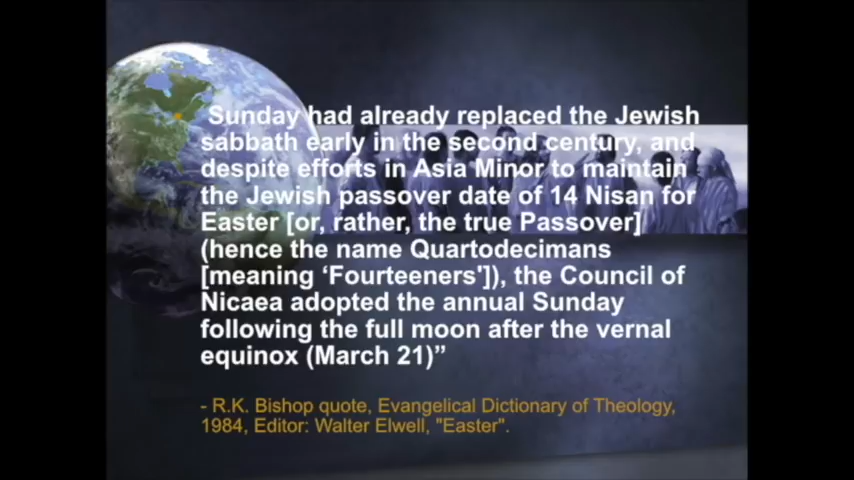 Sunday had already replaced the Jewish
sabbath early in the second century, and
despite efforts in Asia Minor to maintain
the Jewish passover date of 14 Nisan for
Easter [or, rather, the true Passover]
(hence the name Quartodecimans
[meaning ‘Fourteeners']), the Council of
Nicaea adopted the annual Sunday
following the full moon after the vernal
equinox (March 21)”
- R.K. Bishop quote, Evangelical Dictionary of Theology,
1984, Editor: Walter Elwell, "Easter".